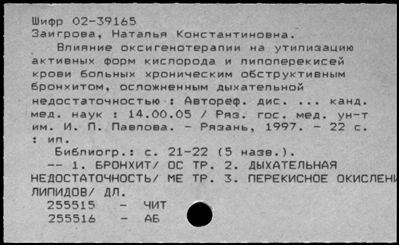 Шифр 02-39165
Заигрова, Наталья Константиновна.
Влияние оксигенотерапии на утилизацию
активных форм кислорода и липоперекисей
крови больных хроническим обструктивным
бронхитом, осложненным дыхательной
недостаточностью : Автореф. дис. ... канд.
мед. наук : 14.00.05 / Ряз. гос. мед. ун-т
им. И. П. Павлова. - Рязань, 1997. - 22 с.
: ил.
Библиогр.: с. 21-22 (5 назв.).
-- 1. БРОНХИТ/ ОС ТР. 2. ДЫХАТЕЛЬНАЯ
НЕДОСТАТОЧНОСТЬ/ МЕ ТР. 3. ПЕРЕКИСНОЕ ОКИСЛЕНИ
ЛИПИДОВ/ ДЛ.
255515 - ЧИТ
255516 - АБ